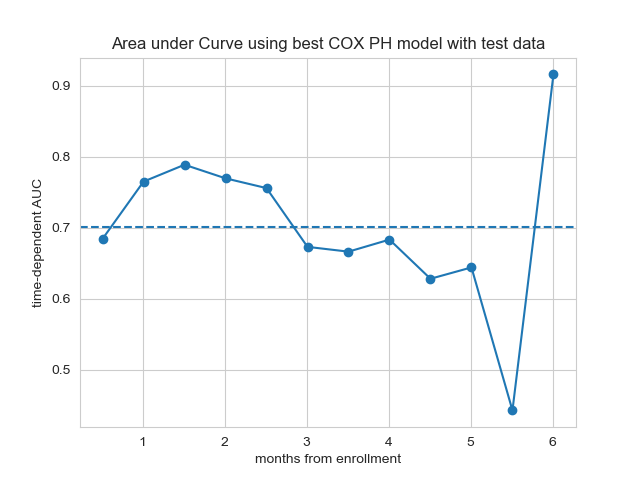 Area under Curve using best COX PH model with test data
time-dependent AUC
0.9
0.8
0.7
0.6
0.5
1 2 3 4 5 6
months from enrollment